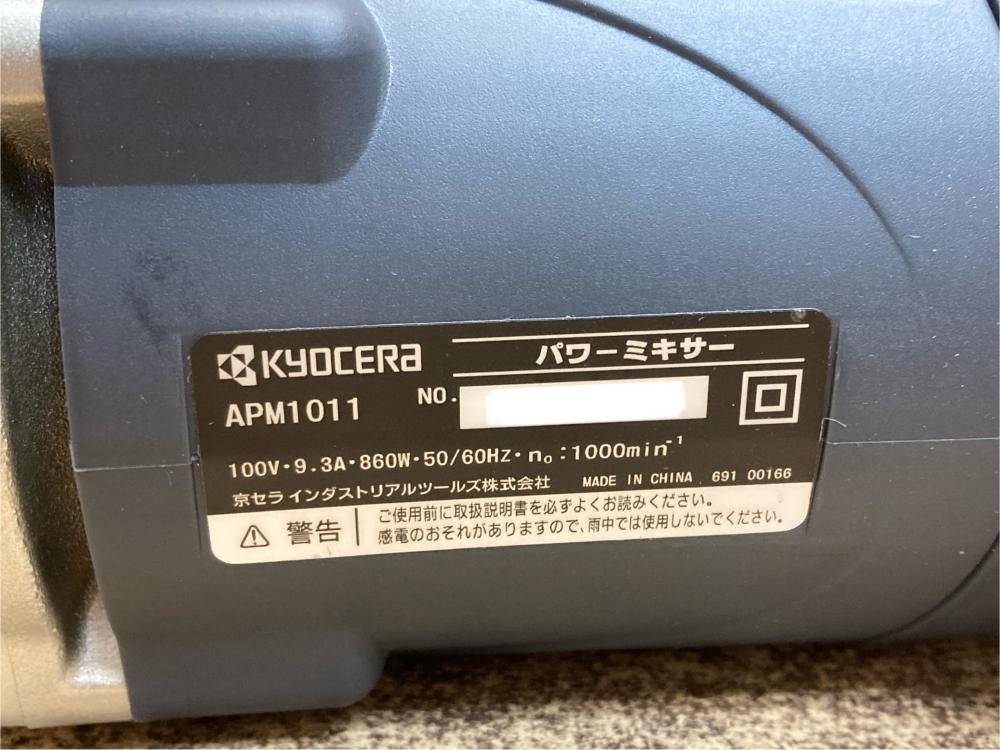 KYOCERA
パワーミキサー
APM1011
NO.
100V・9.3A・860W・50/60HZ・n₀:1000min⁻¹
京セラ インダストリアルツールズ株式会社 MADE IN CHINA 691 00166
警告
ご使用前に取扱説明書を必ずよくお読みください。
感電のおそれがありますので、雨中では使用しないでください。